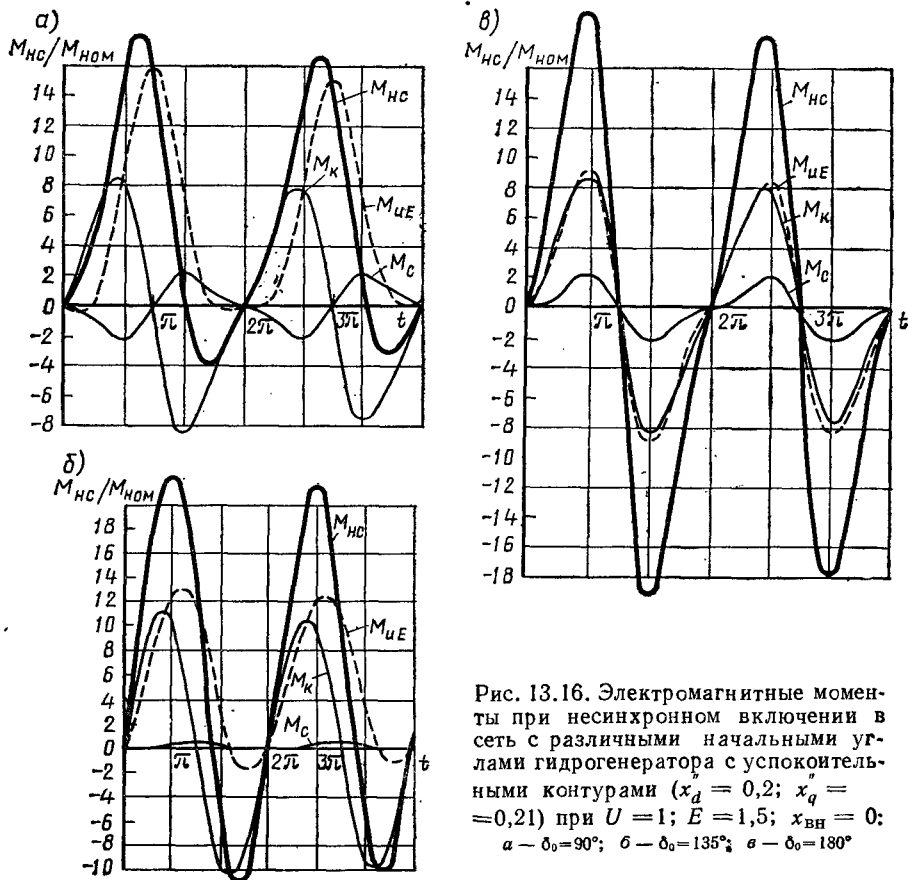 а)
Mнс/Mном
14
12
10
8
6
4
2
0
-2
-4
-6
-8
Mнс
Mк
MuE
Mс
π
2π
3π
t
в)
Mнс/Mном
14
12
10
8
6
4
2
0
-2
-4
-6
-8
-10
-12
-14
-16
-18
Mнс
MuE
Mк
Mс
π
2π
3π
t
б)
Mнс/Mном
18
16
14
12
10
8
6
4
2
0
-2
-4
-6
-8
-10
Mнс
MuE
Mк
Mс
π
2π
3π
t
Рис. 13.16. Электромагнитные момен-
ты при несинхронном включении в
сеть с различными начальными уг-
лами гидрогенератора с успокоитель-
ными контурами (x″d = 0,2; x″q =
=0,21) при U =1; E =1,5; xвн = 0:
а — δ₀=90°; б — δ₀=135°; в — δ₀=180°